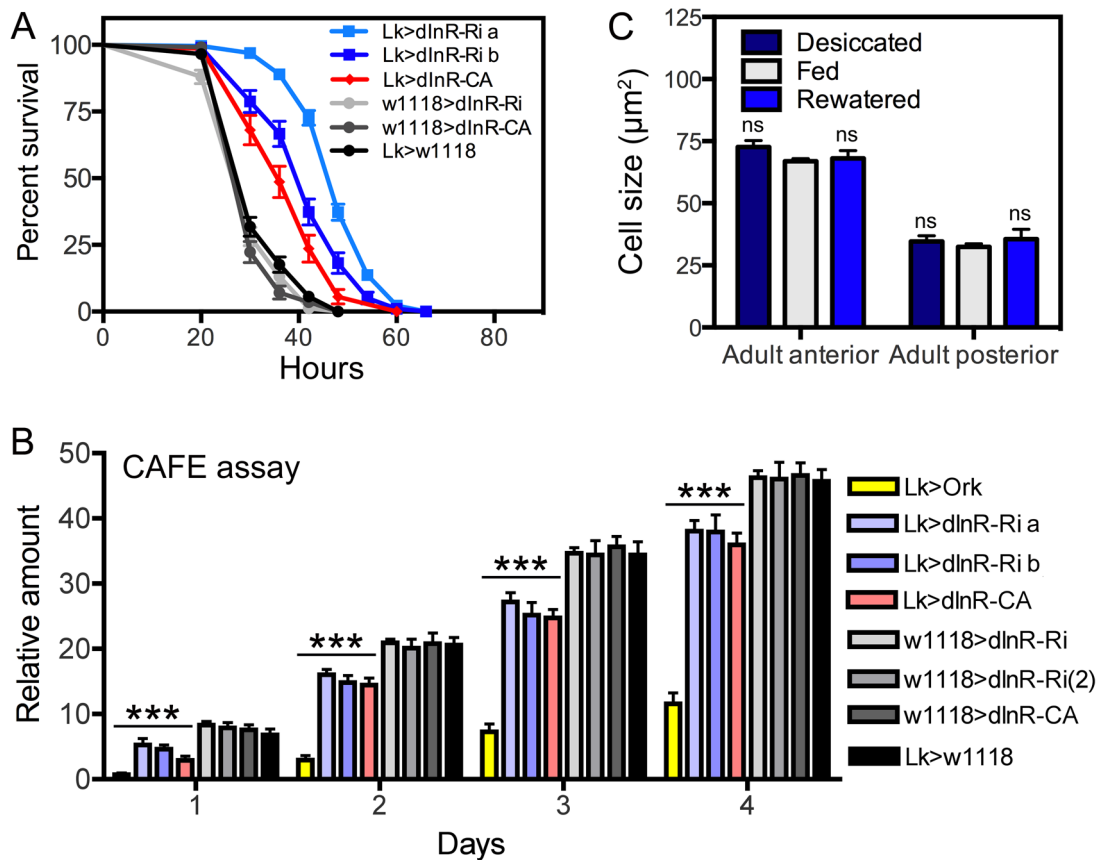 A
Percent survival
100
75
50
25
0
0 20 40 60 80
Hours
Lk>dInR-Ri a
Lk>dInR-Ri b
Lk>dInR-CA
w1118>dInR-Ri
w1118>dInR-CA
Lk>w1118
C
Cell size (µm²)
125
100
75
50
25
0
Desiccated
Fed
Rewatered
ns ns ns ns
Adult anterior Adult posterior
B
CAFE assay
Relative amount
50
40
30
20
10
0
*** *** *** ***
1 2 3 4
Days
Lk>Ork
Lk>dInR-Ri a
Lk>dInR-Ri b
Lk>dInR-CA
w1118>dInR-Ri
w1118>dInR-Ri(2)
w1118>dInR-CA
Lk>w1118